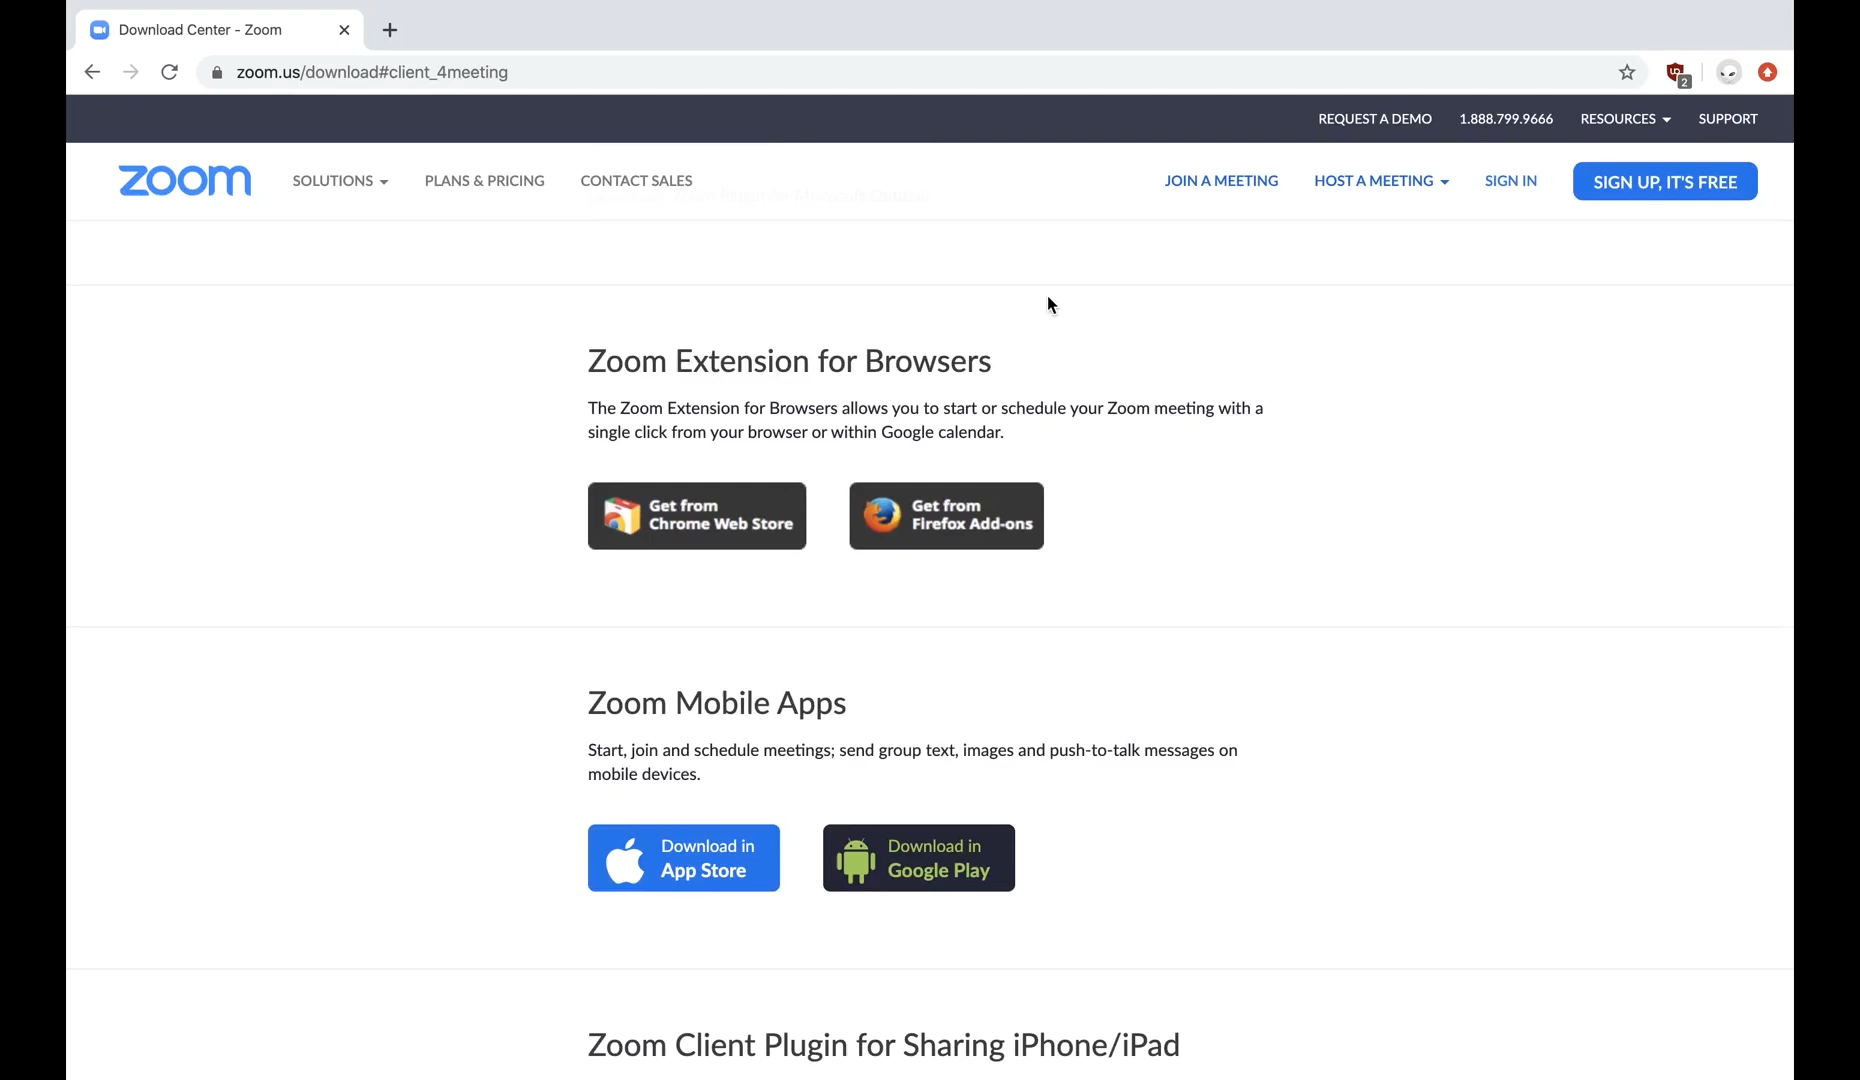 Download Center - Zoom
zoom.us/download#client_4meeting
2
REQUEST A DEMO 1.888.799.9666 RESOURCES SUPPORT
zoom SOLUTIONS PLANS & PRICING CONTACT SALES JOIN A MEETING HOST A MEETING SIGN IN SIGN UP, IT'S FREE
Zoom Extension for Browsers
The Zoom Extension for Browsers allows you to start or schedule your Zoom meeting with a
single click from your browser or within Google calendar.
Get from
Chrome Web Store
Get from
Firefox Add-ons
Zoom Mobile Apps
Start, join and schedule meetings; send group text, images and push-to-talk messages on
mobile devices.
Download in
App Store
Download in
Google Play
Zoom Client Plugin for Sharing iPhone/iPad